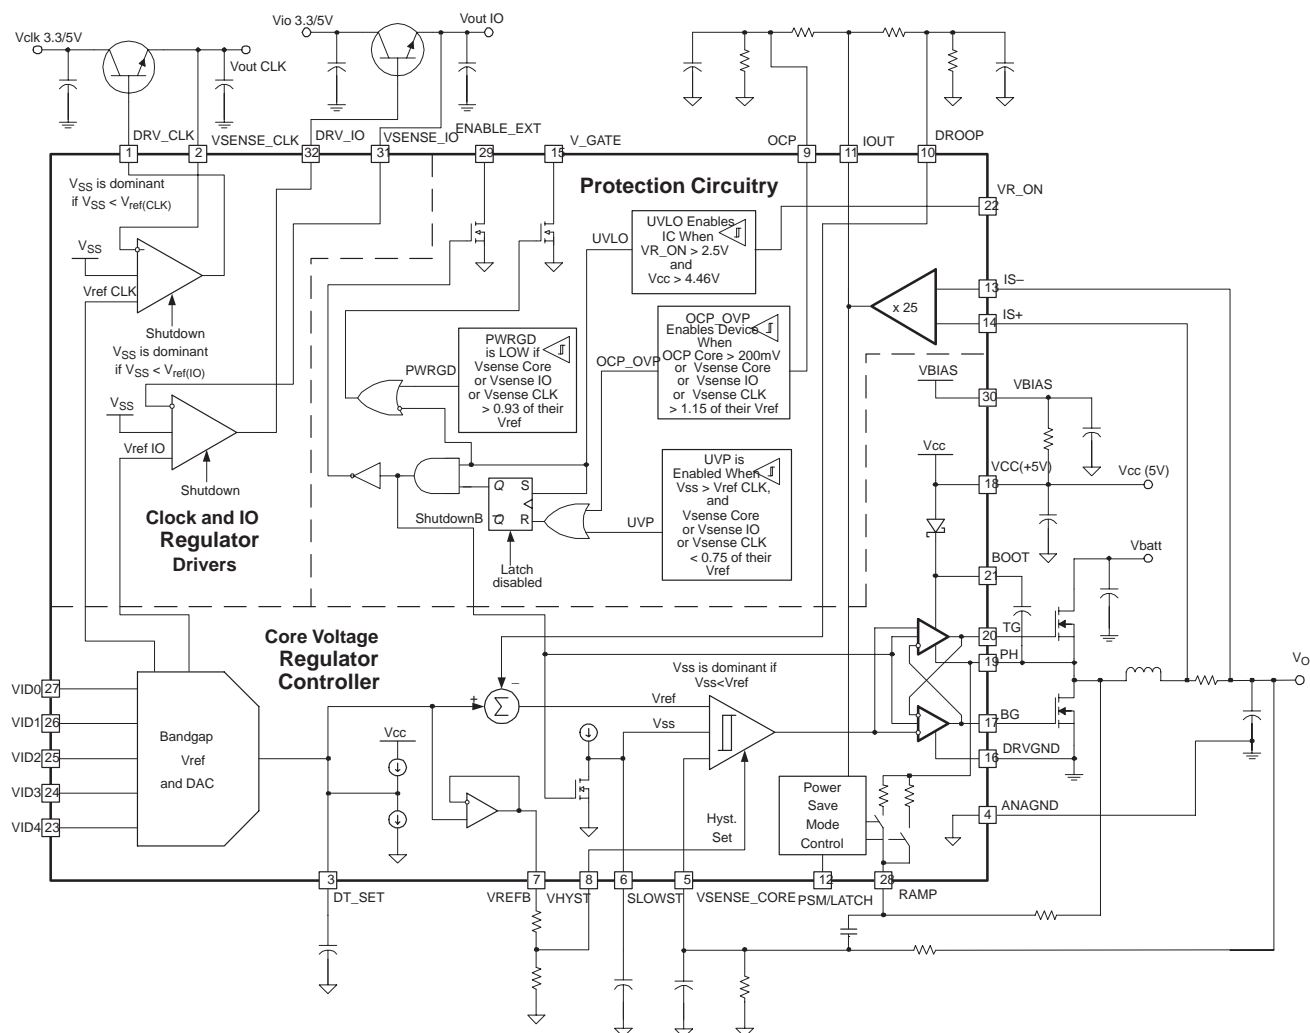 Vclk 3.3/5V
Vout CLK
Vio 3.3/5V
Vout IO
DRV_CLK
VSENSE_CLK
DRV_IO
VSENSE_IO
ENABLE_EXT
V_GATE
OCP
IOUT
DROOP
1
2
32
31
29
15
9
11
10
VSS is dominant
if VSS < Vref(CLK)
VSS
Vref CLK
Shutdown
VSS is dominant
if VSS < Vref(IO)
VSS
Vref IO
Shutdown
Clock and IO
Regulator
Drivers
Protection Circuitry
UVLO
UVLO Enables
IC When
VR_ON > 2.5V
and
Vcc > 4.46V
VR_ON
22
PWRGD
PWRGD
is LOW if
Vsense Core
or Vsense IO
or Vsense CLK
> 0.93 of their
Vref
OCP_OVP
OCP_OVP
Enables Device
When
OCP Core > 200mV
or Vsense Core
or Vsense IO
or Vsense CLK
> 1.15 of their Vref
x 25
IS–
13
IS+
14
UVP
UVP is
Enabled When
Vss > Vref CLK,
and
Vsense Core
or Vsense IO
or Vsense CLK
< 0.75 of their
Vref
Q
S
Q
R
ShutdownB
Latch
disabled
VBIAS
VBIAS
30
Vcc
VCC(+5V)
18
Vcc (5V)
BOOT
21
Vbatt
TG
20
PH
19
BG
17
DRVGND
16
ANAGND
4
VO
Core Voltage
Regulator
Controller
VID0
27
VID1
26
VID2
25
VID3
24
VID4
23
Bandgap
Vref
and DAC
Vcc
+
–
Σ
Vref
Vss
Vss is dominant if
Vss<Vref
Hyst.
Set
Power
Save
Mode
Control
3
7
8
6
5
12
28
DT_SET
VREFB
VHYST
SLOWST
VSENSE_CORE
PSM/LATCH
RAMP